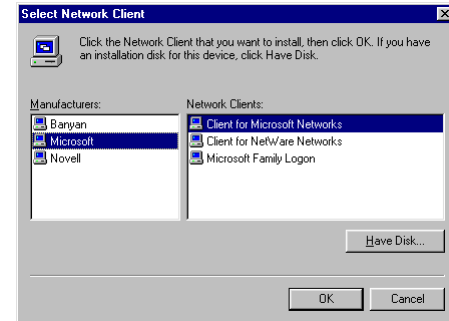 Select Network Client
Click the Network Client that you want to install, then click OK. If you have
an installation disk for this device, click Have Disk.
Manufacturers:
Banyan
Microsoft
Novell
Network Clients:
Client for Microsoft Networks
Client for NetWare Networks
Microsoft Family Logon
Have Disk...
OK
Cancel